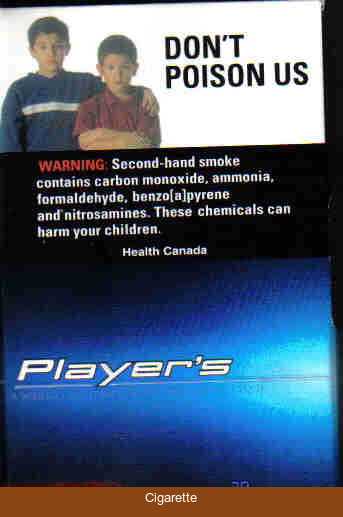 DON'T
POISON US
WARNING: Second-hand smoke
contains carbon monoxide, ammonia,
formaldehyde, benzo[a]pyrene
and nitrosamines. These chemicals can
harm your children.
Health Canada
Player's
Cigarette